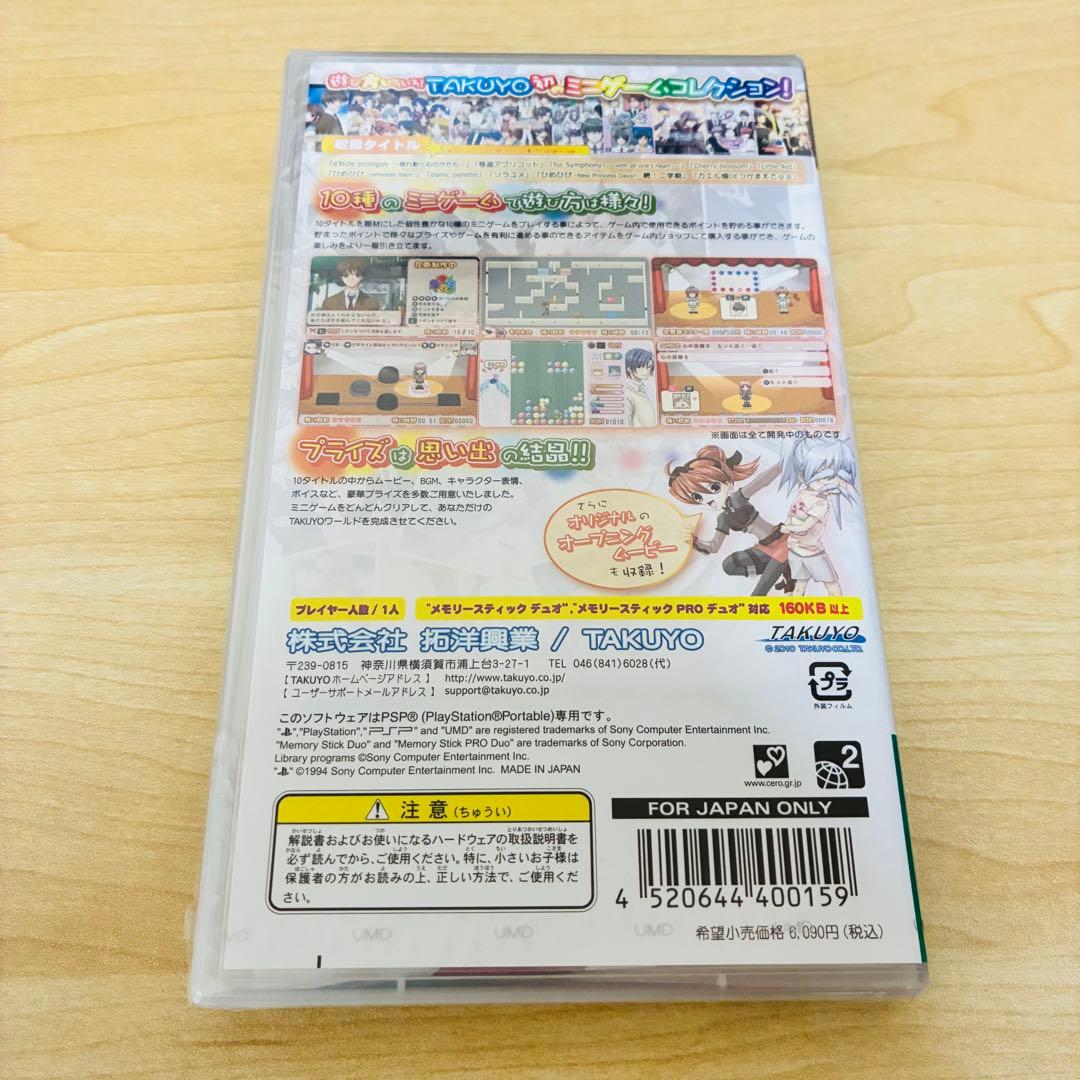 遊び方いろいろ!TAKUYO初のミニゲームコレクション!
収録タイトル
「e'tude prologue ～揺れ動く心のかたち～」「怪盗アプリコット」「for Symphony ～with all one's heart～」「Cherry blossom」「Little Aid」
「ひめひび -princess days-」「panic palette」「ソラユメ」「ひめひび -New Princess Days!!- 続!二学期」「カエル畑DEつかまえて☆彡」
10種のミニゲームで遊び方は様々!
10タイトルを題材にした個性豊かな10種のミニゲームをプレイする事によって、ゲーム内で使用できるポイントを貯める事ができます。
貯まったポイントで様々なプライズやゲームを有利に進める事のできるアイテムをゲーム内ショップにて購入する事ができ、ゲームの
楽しみをより一層引き立てます。
花束製作中
10/10
00:13
00050
01010
00070
※画面は全て開発中のものです
プライズは思い出の結晶!!
10タイトルの中からムービー、BGM、キャラクター表情、
ボイスなど、豪華プライズを多数ご用意いたしました。
ミニゲームをどんどんクリアして、あなただけの
TAKUYOワールドを完成させてください。
さらに
オリジナルの
オープニング
ムービー
も収録!
プレイヤー人数/1人
"メモリースティック デュオ","メモリースティック PRO デュオ" 対応 160KB以上
株式会社 拓洋興業 / TAKUYO
TAKUYO
© 2010 TAKUYO CO.,LTD.
〒239-0815 神奈川県横須賀市浦上台3-27-1 TEL 046(841)6028(代)
【TAKUYOホームページアドレス】 http://www.takuyo.co.jp/
【ユーザーサポートメールアドレス】 support@takuyo.co.jp
プラ
外装フィルム
このソフトウェアはPSP® (PlayStation®Portable)専用です。
" ","PlayStation","PSP" and "UMD" are registered trademarks of Sony Computer Entertainment Inc.
"Memory Stick Duo" and "Memory Stick PRO Duo" are trademarks of Sony Corporation.
Library programs ©Sony Computer Entertainment Inc.
" " ©1994 Sony Computer Entertainment Inc. MADE IN JAPAN
www.cero.gr.jp
2
注意(ちゅうい)
解説書およびお使いになるハードウェアの取扱説明書を
必ず読んでから、ご使用ください。特に、小さいお子様は
保護者の方がお読みの上、正しい方法で、ご使用くだ
さい。
FOR JAPAN ONLY
4 520644 400159
希望小売価格 6,090円(税込)
UMD UMD UMD UMD